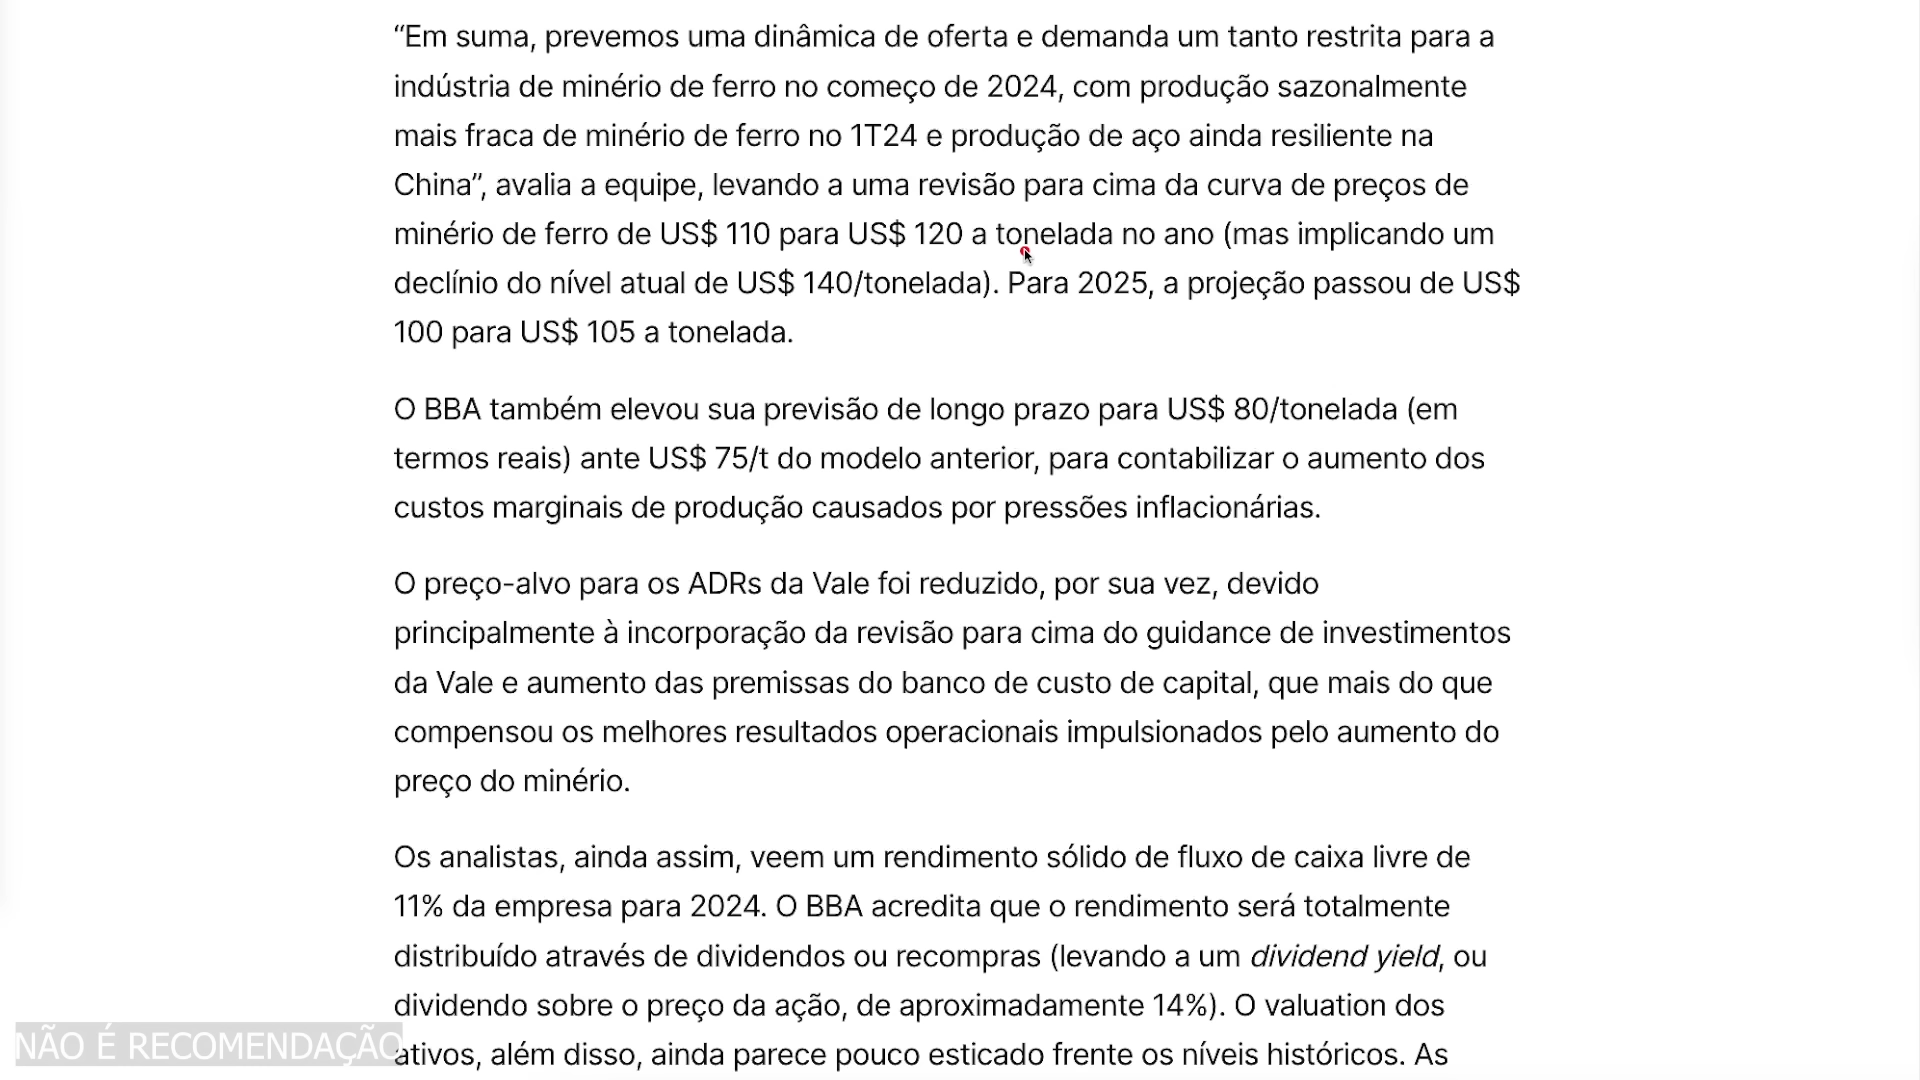 “Em suma, prevemos uma dinâmica de oferta e demanda um tanto restrita para a
indústria de minério de ferro no começo de 2024, com produção sazonalmente
mais fraca de minério de ferro no 1T24 e produção de aço ainda resiliente na
China”, avalia a equipe, levando a uma revisão para cima da curva de preços de
minério de ferro de US$ 110 para US$ 120 a tonelada no ano (mas implicando um
declínio do nível atual de US$ 140/tonelada). Para 2025, a projeção passou de US$
100 para US$ 105 a tonelada.
O BBA também elevou sua previsão de longo prazo para US$ 80/tonelada (em
termos reais) ante US$ 75/t do modelo anterior, para contabilizar o aumento dos
custos marginais de produção causados por pressões inflacionárias.
O preço-alvo para os ADRs da Vale foi reduzido, por sua vez, devido
principalmente à incorporação da revisão para cima do guidance de investimentos
da Vale e aumento das premissas do banco de custo de capital, que mais do que
compensou os melhores resultados operacionais impulsionados pelo aumento do
preço do minério.
Os analistas, ainda assim, veem um rendimento sólido de fluxo de caixa livre de
11% da empresa para 2024. O BBA acredita que o rendimento será totalmente
distribuído através de dividendos ou recompras (levando a um dividend yield, ou
dividendo sobre o preço da ação, de aproximadamente 14%). O valuation dos
ativos, além disso, ainda parece pouco esticado frente os níveis históricos. As
NÃO É RECOMENDAÇÃO